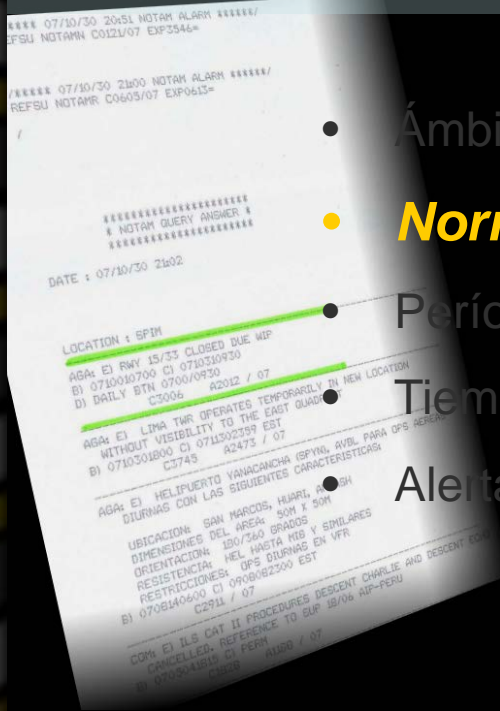 **** 07/10/30 20:51 NOTAM ALARM ******/
EFSU NOTAMN C0121/07 EXP3546=
/***** 07/10/30 21:00 NOTAM ALARM ******/
REFSU NOTAMR C0605/07 EXP0613=
/
***********************
* NOTAM QUERY ANSWER *
***********************
DATE : 07/10/30 21:02
LOCATION : SPIM
AGA: E) RWY 15/33 CLOSED DUE WIP
B) 0710010700 C) 0710310930
D) DAILY BTN 0700/0930
C3006 A2012 / 07
AGA: E) LIMA TWR OPERATES TEMPORARILY IN NEW LOCATION
WITHOUT VISIBILITY TO THE EAST QUADRANT
B) 0710301800 C) 0711302359 EST
C3745 A2473 / 07
AGA: E) HELIPUERTO YANACANCHA (SPYN), AVBL PARA OPS AEREAS
DIURNAS CON LAS SIGUIENTES CARACTERISTICAS:
UBICACION: SAN MARCOS, HUARI,
DIMENSIONES DEL AREA: 50M X 50M
ORIENTACION: 180/360 GRADOS
RESISTENCIA: HEL HASTA MI8 Y SIMILARES
RESTRICCIONES: OPS DIURNAS EN VFR
B) 0708140600 C) 0908082300 EST
C2911 / 07
COM: E) ILS CAT II PROCEDURES DESCENT CHARLIE AND DESCENT
CANCELLED. REFERENCE TO SUP 18/06 AIP-PERU
B) C) PERM
/ 07
• Ámbi
• Norm
• Perío
• Tiem
• Alerta